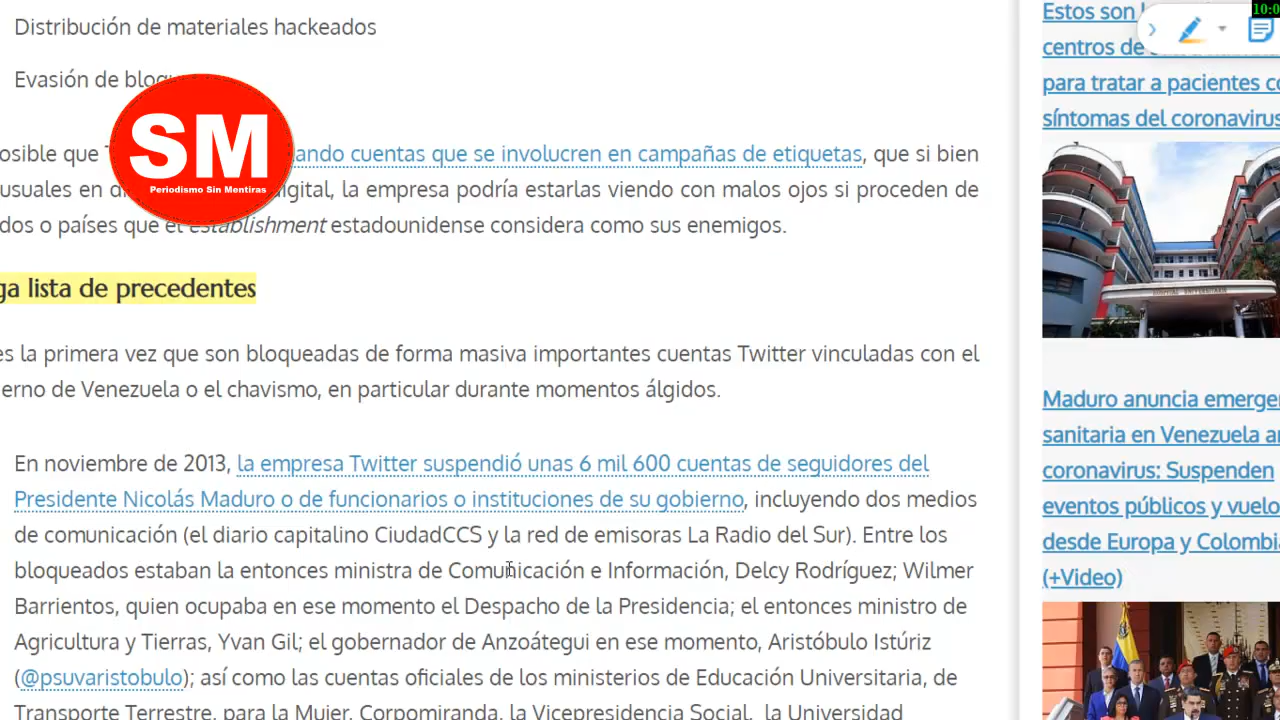 Distribución de materiales hackeados
Evasión de bloqu
osible que
ando cuentas que se involucren en campañas de etiquetas, que si bien
usuales en
igital, la empresa podría estarlas viendo con malos ojos si proceden de
dos o países que el establishment estadounidense considera como sus enemigos.
SM
Periodismo Sin Mentiras
ga lista de precedentes
es la primera vez que son bloqueadas de forma masiva importantes cuentas Twitter vinculadas con el
erno de Venezuela o el chavismo, en particular durante momentos álgidos.
En noviembre de 2013, la empresa Twitter suspendió unas 6 mil 600 cuentas de seguidores del
Presidente Nicolás Maduro o de funcionarios o instituciones de su gobierno, incluyendo dos medios
de comunicación (el diario capitalino CiudadCCS y la red de emisoras La Radio del Sur). Entre los
bloqueados estaban la entonces ministra de Comunicación e Información, Delcy Rodríguez; Wilmer
Barrientos, quien ocupaba en ese momento el Despacho de la Presidencia; el entonces ministro de
Agricultura y Tierras, Yvan Gil; el gobernador de Anzoátegui en ese momento, Aristóbulo Istúriz
(@psuvaristobulo); así como las cuentas oficiales de los ministerios de Educación Universitaria, de
Transporte Terrestre, para la Mujer, Corpomiranda, la Vicepresidencia Social, la Universidad
Estos son
centros de
para tratar a pacientes co
síntomas del coronavirus
10:0
Maduro anuncia emerge
sanitaria en Venezuela a
coronavirus: Suspenden
eventos públicos y vuelo
desde Europa y Colombi
(+Video)